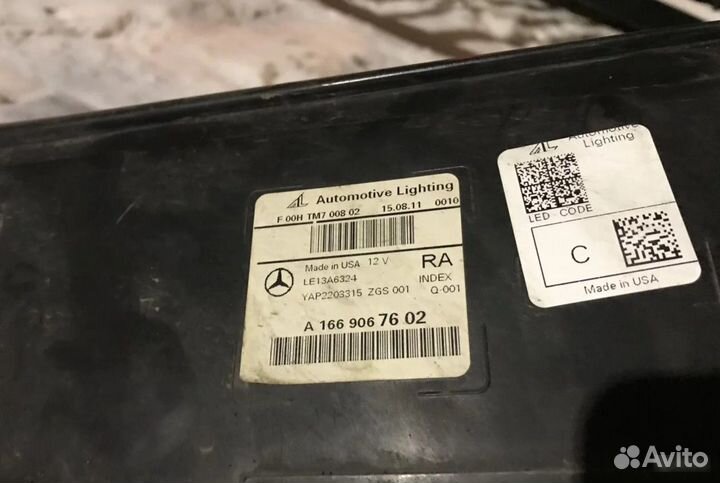 Automotive Lighting
F 00H TM7 008 02 15.08.11 0010
Made in USA 12 V RA
LE13A6324 INDEX
YAP2203315 ZGS 001 Q-001
A 166 906 76 02
Automotive
Lighting
LED - CODE
C
Made in USA
Avito